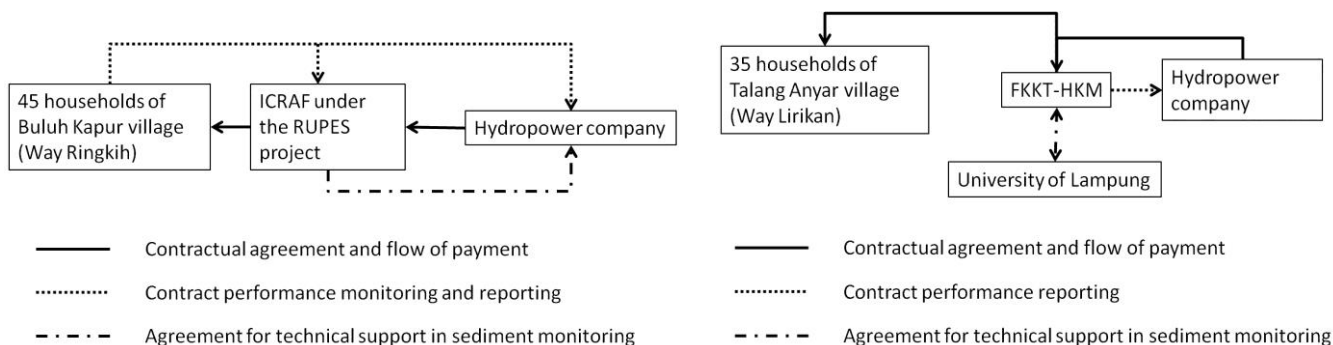 45 households of
Buluh Kapur village
(Way Ringkih)
ICRAF under
the RUPES
project
Hydropower company
Contractual agreement and flow of payment
Contract performance monitoring and reporting
Agreement for technical support in sediment monitoring
35 households of
Talang Anyar village
(Way Lirikan)
FKKT-HKM
Hydropower
company
University of Lampung
Contractual agreement and flow of payment
Contract performance reporting
Agreement for technical support in sediment monitoring